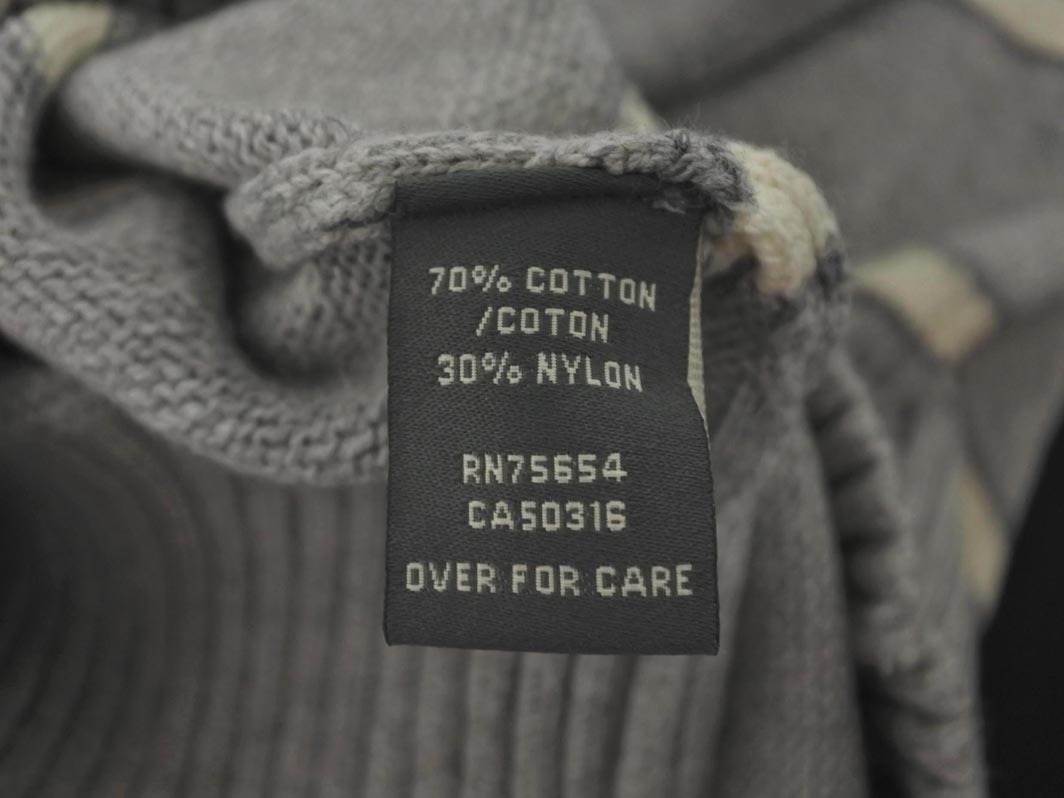 70% COTTON
/COTON
30% NYLON
RN75654
CA50316
OVER FOR CARE